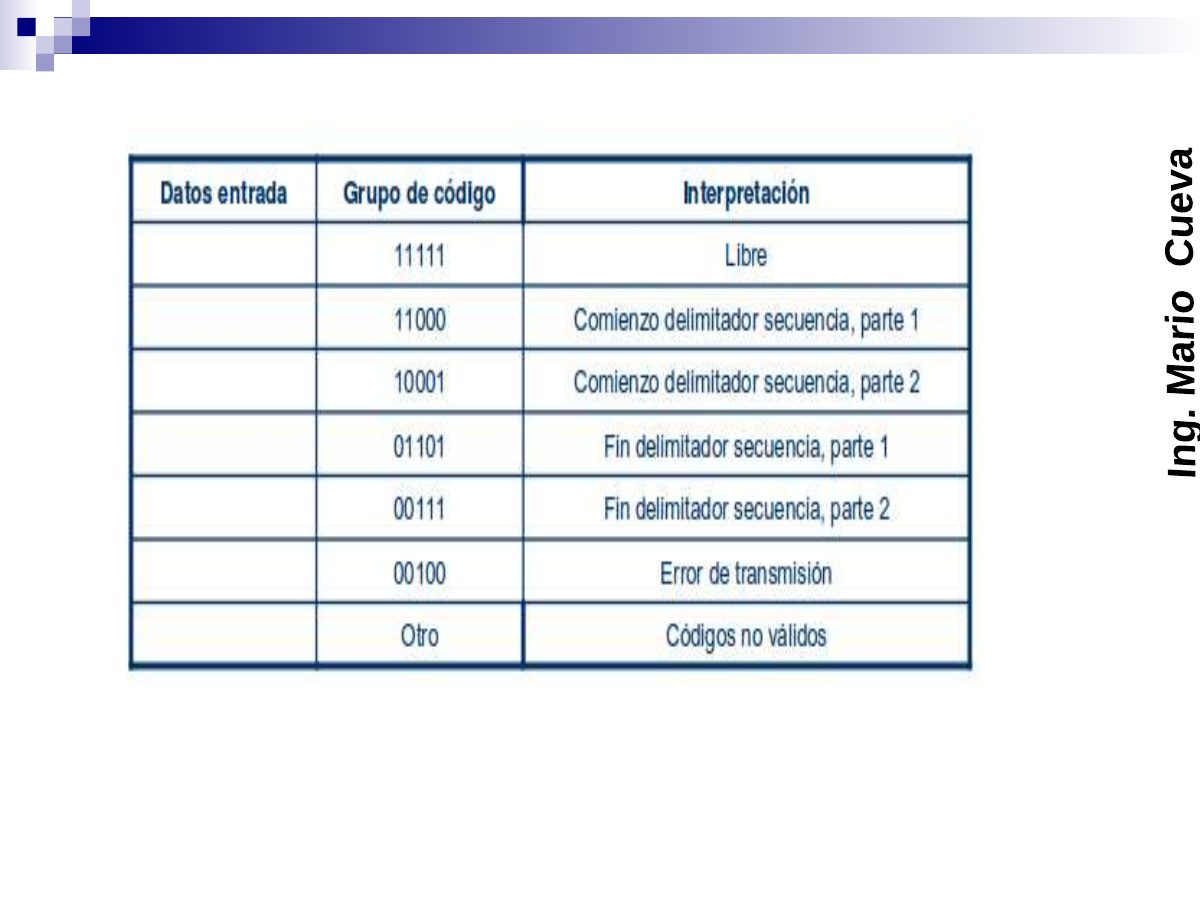 Datos entrada Grupo de código Interpretación
11111 Libre
11000 Comienzo delimitador secuencia, parte 1
10001 Comienzo delimitador secuencia, parte 2
01101 Fin delimitador secuencia, parte 1
00111 Fin delimitador secuencia, parte 2
00100 Error de transmisión
Otro Códigos no válidos
Ing. Mario Cueva